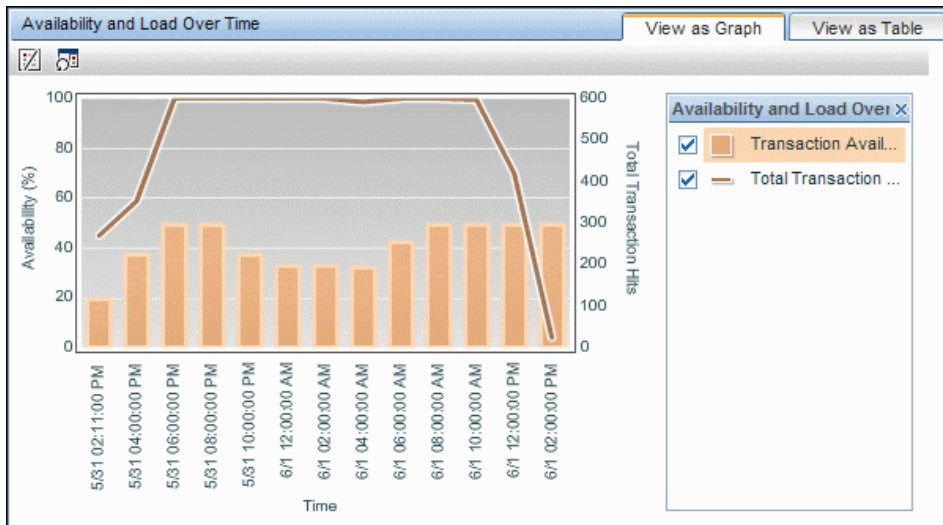 Availability and Load Over Time
View as Graph
View as Table
100
80
60
40
20
0
Availability (%)
600
500
400
300
200
100
0
Total Transaction Hits
5/31 02:11:00 PM
5/31 04:00:00 PM
5/31 06:00:00 PM
5/31 08:00:00 PM
5/31 10:00:00 PM
6/1 12:00:00 AM
6/1 02:00:00 AM
6/1 04:00:00 AM
6/1 06:00:00 AM
6/1 08:00:00 AM
6/1 10:00:00 AM
6/1 12:00:00 PM
6/1 02:00:00 PM
Time
Availability and Load Over
Transaction Avail...
Total Transaction ...